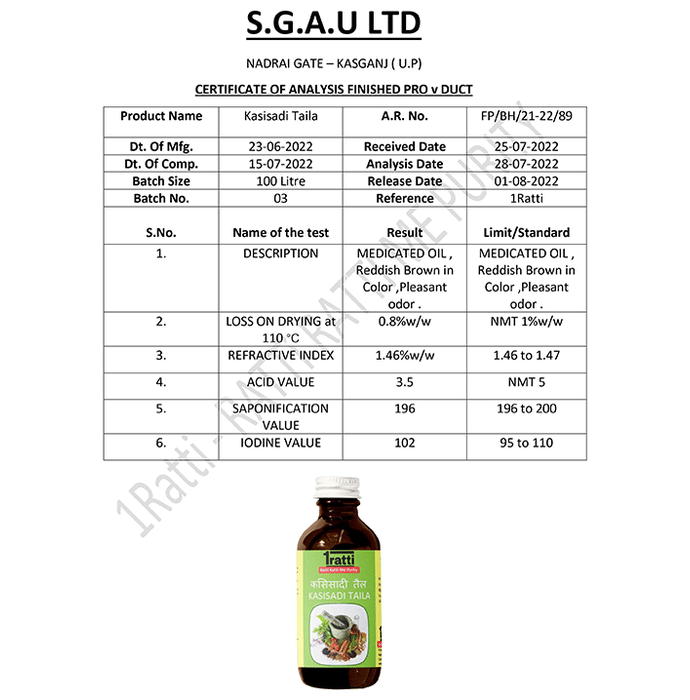 S.G.A.U LTD
NADRAI GATE – KASGANJ ( U.P)
CERTIFICATE OF ANALYSIS FINISHED PRO v DUCT
Product Name Kasisadi Taila A.R. No. FP/BH/21-22/89
Dt. Of Mfg. 23-06-2022 Received Date 25-07-2022
Dt. Of Comp. 15-07-2022 Analysis Date 28-07-2022
Batch Size 100 Litre Release Date 01-08-2022
Batch No. 03 Reference 1Ratti
S.No. Name of the test Result Limit/Standard
1. DESCRIPTION MEDICATED OIL , MEDICATED OIL ,
Reddish Brown in Reddish Brown in
Color ,Pleasant Color ,Pleasant
odor . odor .
2. LOSS ON DRYING at 0.8%w/w NMT 1%w/w
110 °C
3. REFRACTIVE INDEX 1.46%w/w 1.46 to 1.47
4. ACID VALUE 3.5 NMT 5
5. SAPONIFICATION 196 196 to 200
VALUE
6. IODINE VALUE 102 95 to 110
1Ratti - RATTI RATTI ME PURITY
1ratti
Ratti Ratti Me Purity
कसिसादी तैल
KASISADI TAILA